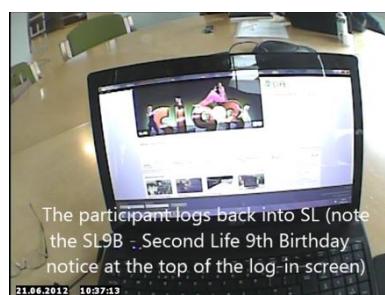 The participant logs back into SL (note
the SL9B - Second Life 9th Birthday
notice at the top of the log-in screen)
21.06.2012 10:37:13